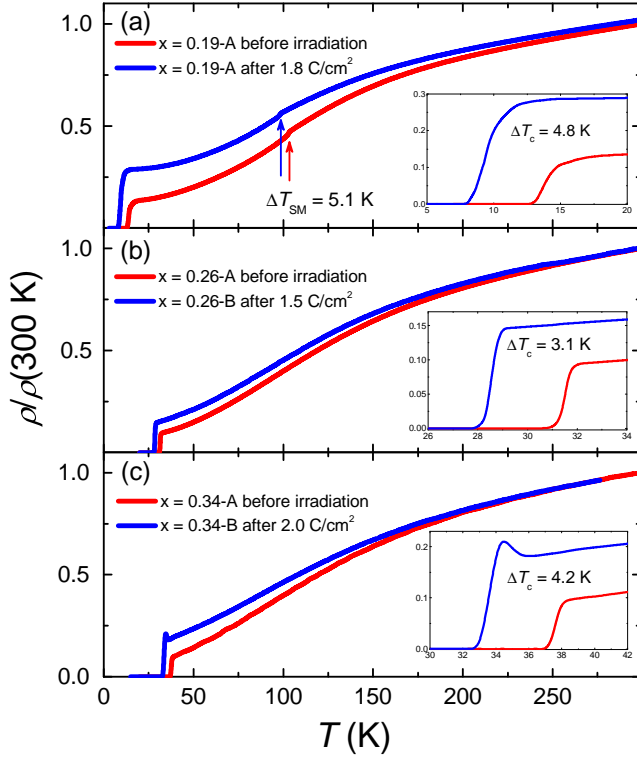 (a)
x = 0.19-A before irradiation
x = 0.19-A after 1.8 C/cm²
1.0
0.5
ΔT_SM = 5.1 K
ΔT_c = 4.8 K
0.3
0.2
0.1
0.0
5 10 15 20
(b)
x = 0.26-A before irradiation
x = 0.26-B after 1.5 C/cm²
1.0
0.5
ΔT_c = 3.1 K
0.15
0.10
0.05
0.00
26 28 30 32 34
(c)
x = 0.34-A before irradiation
x = 0.34-B after 2.0 C/cm²
1.0
0.5
0.0
ΔT_c = 4.2 K
0.2
0.1
0.0
30 32 34 36 38 40 42
0 50 100 150 200 250
ρ/ρ(300 K)
T (K)